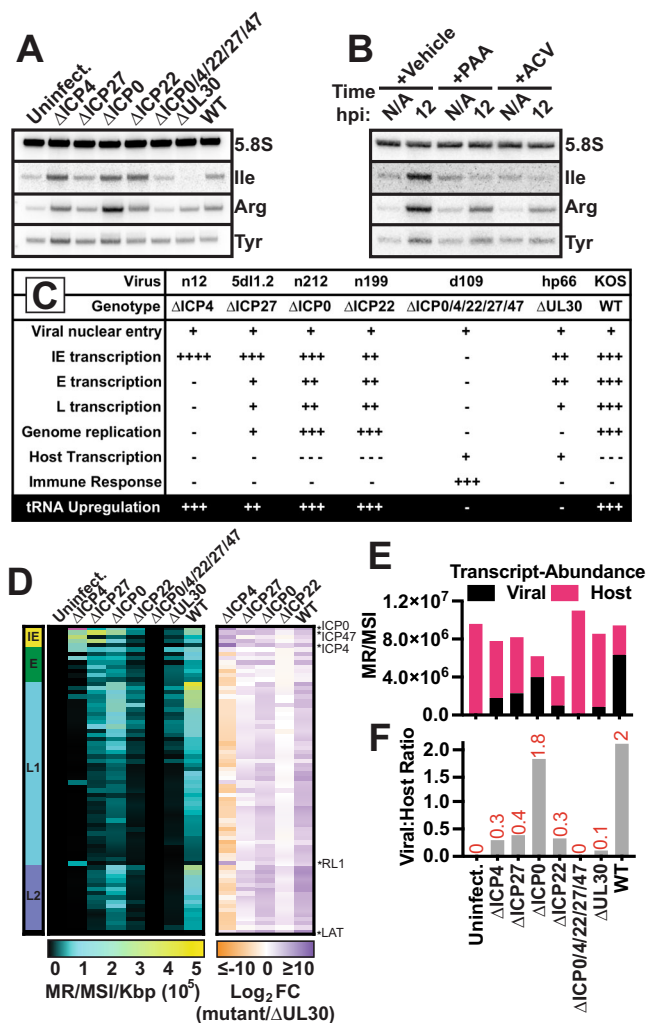 A
Uninfect. ΔICP4 ΔICP27 ΔICP0 ΔICP22 ΔICP0/4/22/27/47 ΔUL30 WT
5.8S
Ile
Arg
Tyr
B
+Vehicle +PAA +ACV
Time hpi: N/A 12 N/A 12 N/A 12
5.8S
Ile
Arg
Tyr
C
Virus n12 5dl1.2 n212 n199 d109 hp66 KOS
Genotype ΔICP4 ΔICP27 ΔICP0 ΔICP22 ΔICP0/4/22/27/47 ΔUL30 WT
Viral nuclear entry + + + + + + +
IE transcription ++++ +++ +++ ++ - ++ +++
E transcription - + ++ ++ - ++ +++
L transcription - + ++ ++ - + +++
Genome replication - + +++ +++ - - +++
Host Transcription - - --- - + + ---
Immune Response - - - - +++ - -
tRNA Upregulation +++ ++ +++ +++ - - +++
D
Uninfect. ΔICP4 ΔICP27 ΔICP0 ΔICP22 ΔICP0/4/22/27/47 ΔUL30 WT
ΔICP4 ΔICP27 ΔICP0 ΔICP22 WT
IE
E
L1
L2
*ICP0
*ICP47
*ICP4
*RL1
*LAT
0 1 2 3 4 5
MR/MSI/Kbp (10⁵)
≤-10 0 ≥10
Log₂ FC
(mutant/ΔUL30)
E
Transcript-Abundance
Viral Host
MR/MSI
1.2×10⁷
8.0×10⁶
4.0×10⁶
0
F
Viral:Host Ratio
2.0
1.5
1.0
0.5
0.0
0 0.3 0.4 1.8 0.3 0 0.1 2
Uninfect. ΔICP4 ΔICP27 ΔICP0 ΔICP22 ΔICP0/4/22/27/47 ΔUL30 WT